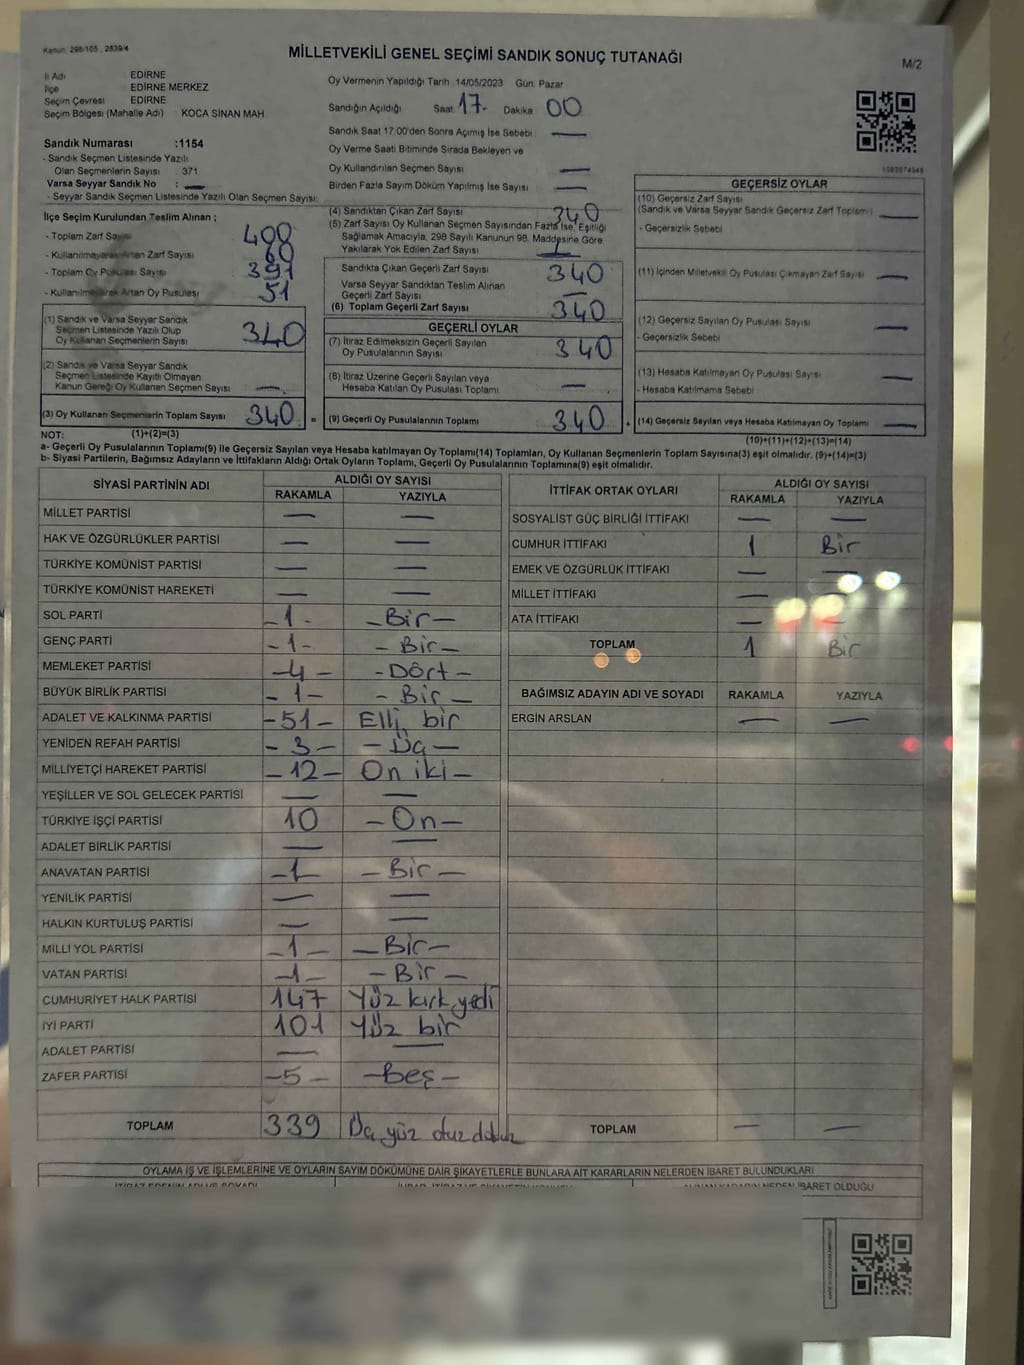 Kanun: 298/105 , 2839/4
MİLLETVEKİLİ GENEL SEÇİMİ SANDIK SONUÇ TUTANAĞI
M/2
İl Adı EDİRNE
İlçe EDİRNE MERKEZ
Seçim Çevresi EDİRNE
Seçim Bölgesi (Mahalle Adı) KOCA SİNAN MAH
Sandık Numarası :1154
- Sandık Seçmen Listesinde Yazılı
Olan Seçmenlerin Sayısı 371
Varsa Seyyar Sandık No : —
- Seyyar Sandık Seçmen Listesinde Yazılı Olan Seçmen Sayısı:
Oy Vermenin Yapıldığı Tarih 14/05/2023 Gün: Pazar
Sandığın Açıldığı Saat 17- Dakika 00
Sandık Saat 17:00'den Sonra Açımış İse Sebebi —
Oy Verme Saati Bitiminde Sırada Bekleyen ve
Oy Kullandırılan Seçmen Sayısı —
Birden Fazla Sayım Döküm Yapılmış İse Sayısı —
İlçe Seçim Kurulundan Teslim Alınan ;
- Toplam Zarf Sayısı 400
- Kullanılmayarak Artan Zarf Sayısı 60
- Toplam Oy Pusulası Sayısı 391
- Kullanılmayarak Artan Oy Pusulası 51
(1) Sandık ve Varsa Seyyar Sandık
Seçmen Listesinde Yazılı Olup
Oy Kullanan Seçmenlerin Sayısı 340
(2) Sandık ve Varsa Seyyar Sandık
Seçmen Listesinde Kayıtlı Olmayan
Kanun Gereği Oy Kullanan Seçmen Sayısı —
(3) Oy Kullanan Seçmenlerin Toplam Sayısı 340 =
(4) Sandıktan Çıkan Zarf Sayısı 340
(5) Zarf Sayısı Oy Kullanan Seçmen Sayısından Fazla İse, Eşitliği
Sağlamak Amacıyla, 298 Sayılı Kanunun 98. Maddesine Göre
Yakılarak Yok Edilen Zarf Sayısı
Sandıkta Çıkan Geçerli Zarf Sayısı 340
Varsa Seyyar Sandıktan Teslim Alınan
Geçerli Zarf Sayısı —
(6) Toplam Geçerli Zarf Sayısı 340
GEÇERLİ OYLAR
(7) İtiraz Edilmeksizin Geçerli Sayılan
Oy Pusulalarının Sayısı 340
(8) İtiraz Üzerine Geçerli Sayılan veya
Hesaba Katılan Oy Pusulası Toplamı —
(9) Geçerli Oy Pusulalarının Toplamı 340 +
GEÇERSİZ OYLAR
(10) Geçersiz Zarf Sayısı
(Sandık ve Varsa Seyyar Sandık Geçersiz Zarf Toplamı) —
- Geçersizlik Sebebi
(11) İçinden Milletvekili Oy Pusulası Çıkmayan Zarf Sayısı —
(12) Geçersiz Sayılan Oy Pusulası Sayısı —
- Geçersizlik Sebebi
(13) Hesaba Katılmayan Oy Pusulası Sayısı —
- Hesaba Katılmama Sebebi
(14) Geçersiz Sayılan veya Hesaba Katılmayan Oy Toplamı —
NOT: (1)+(2)=(3) (10)+(11)+(12)+(13)=(14)
a- Geçerli Oy Pusulalarının Toplamı(9) ile Geçersiz Sayılan veya Hesaba katılmayan Oy Toplamı(14) Toplamları, Oy Kullanan Seçmenlerin Toplam Sayısına(3) eşit olmalıdır. (9)+(14)=(3)
b- Siyasi Partilerin, Bağımsız Adayların ve İttifakların Aldığı Ortak Oyların Toplamı, Geçerli Oy Pusulalarının Toplamına(9) eşit olmalıdır.
SİYASİ PARTİNİN ADI ALDIĞI OY SAYISI
RAKAMLA YAZIYLA
MİLLET PARTİSİ — —
HAK VE ÖZGÜRLÜKLER PARTİSİ — —
TÜRKİYE KOMÜNİST PARTİSİ — —
TÜRKİYE KOMÜNİST HAREKETİ — —
SOL PARTİ -1- -Bir-
GENÇ PARTİ -1- -Bir-
MEMLEKET PARTİSİ -4- -Dört-
BÜYÜK BİRLİK PARTİSİ -1- -Bir-
ADALET VE KALKINMA PARTİSİ -51- Elli bir
YENİDEN REFAH PARTİSİ -3- -Üç-
MİLLİYETÇİ HAREKET PARTİSİ -12- On iki-
YEŞİLLER VE SOL GELECEK PARTİSİ — —
TÜRKİYE İŞÇİ PARTİSİ 10 -On-
ADALET BİRLİK PARTİSİ — —
ANAVATAN PARTİSİ -1- -Bir-
YENİLİK PARTİSİ — —
HALKIN KURTULUŞ PARTİSİ — —
MİLLİ YOL PARTİSİ -1- -Bir-
VATAN PARTİSİ -1- -Bir-
CUMHURİYET HALK PARTİSİ 147 Yüz kırk yedi
İYİ PARTİ 101 Yüz bir
ADALET PARTİSİ — —
ZAFER PARTİSİ -5- -Beş-
TOPLAM 339 Üç yüz otuz dokuz
İTTİFAK ORTAK OYLARI ALDIĞI OY SAYISI
RAKAMLA YAZIYLA
SOSYALİST GÜÇ BİRLİĞİ İTTİFAKI — —
CUMHUR İTTİFAKI 1 Bir
EMEK VE ÖZGÜRLÜK İTTİFAKI — —
MİLLET İTTİFAKI —
ATA İTTİFAKI — —
TOPLAM 1 Bir
BAĞIMSIZ ADAYIN ADI VE SOYADI RAKAMLA YAZIYLA
ERGİN ARSLAN — —
TOPLAM — —
OYLAMA İŞ VE İŞLEMLERİNE VE OYLARIN SAYIM DÖKÜMÜNE DAİR ŞİKAYETLERLE BUNLARA AİT KARARLARIN NELERDEN İBARET BULUNDUKLARI